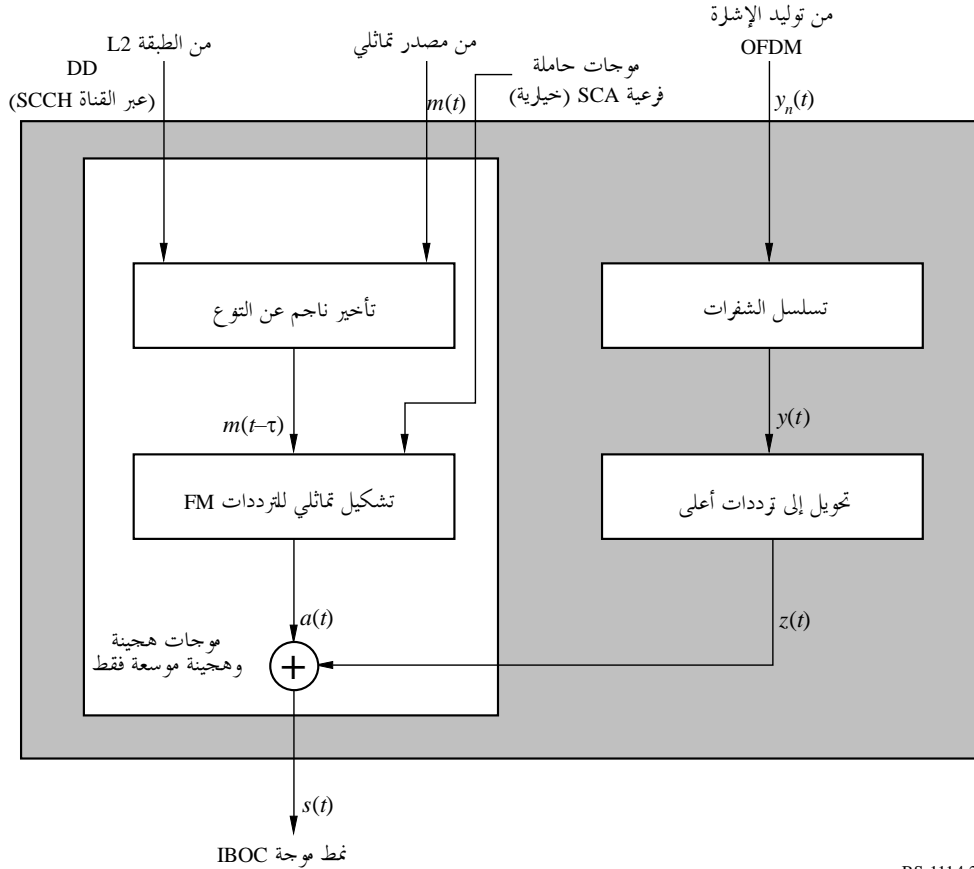 من توليد الإشارة
OFDM
من مصدر تماثلي
من الطبقة L2
DD
(عبر القناة SCCH)
موجات حاملة
فرعية SCA (خيارية)
m(t)
yn(t)
تأخير ناجم عن التنوع
تسلسل الشفرات
m(t–τ)
y(t)
تشكيل تماثلي للترددات FM
تحويل إلى ترددات أعلى
a(t)
z(t)
موجات هجينة
وهجينة موسعة فقط
+
s(t)
نمط موجة IBOC